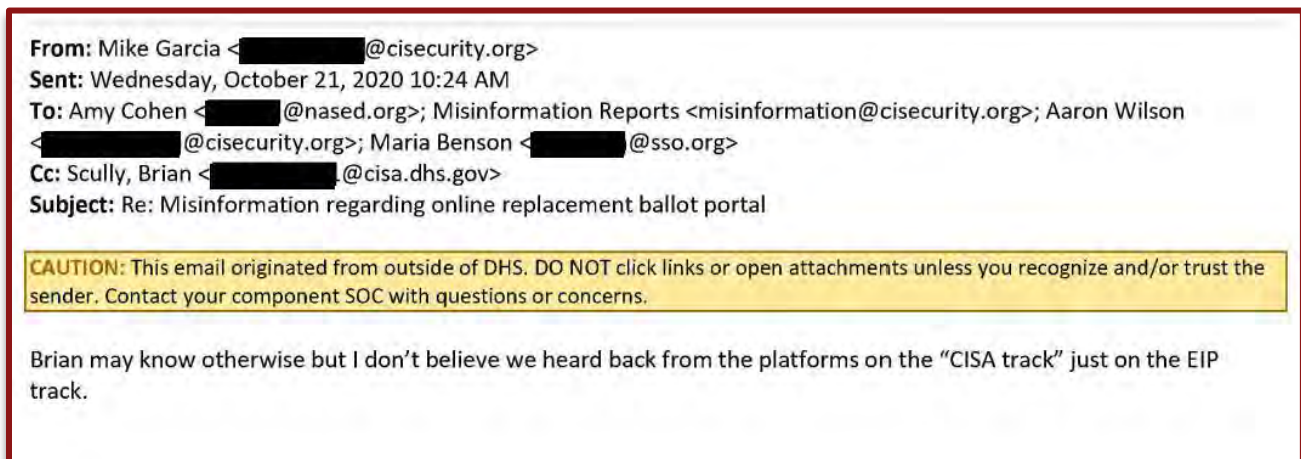 From: Mike Garcia < @cisecurity.org>
Sent: Wednesday, October 21, 2020 10:24 AM
To: Amy Cohen < @nased.org>; Misinformation Reports <misinformation@cisecurity.org>; Aaron Wilson
< @cisecurity.org>; Maria Benson < @sso.org>
Cc: Scully, Brian < .@cisa.dhs.gov>
Subject: Re: Misinformation regarding online replacement ballot portal
CAUTION: This email originated from outside of DHS. DO NOT click links or open attachments unless you recognize and/or trust the
sender. Contact your component SOC with questions or concerns.
Brian may know otherwise but I don’t believe we heard back from the platforms on the “CISA track” just on the EIP
track.